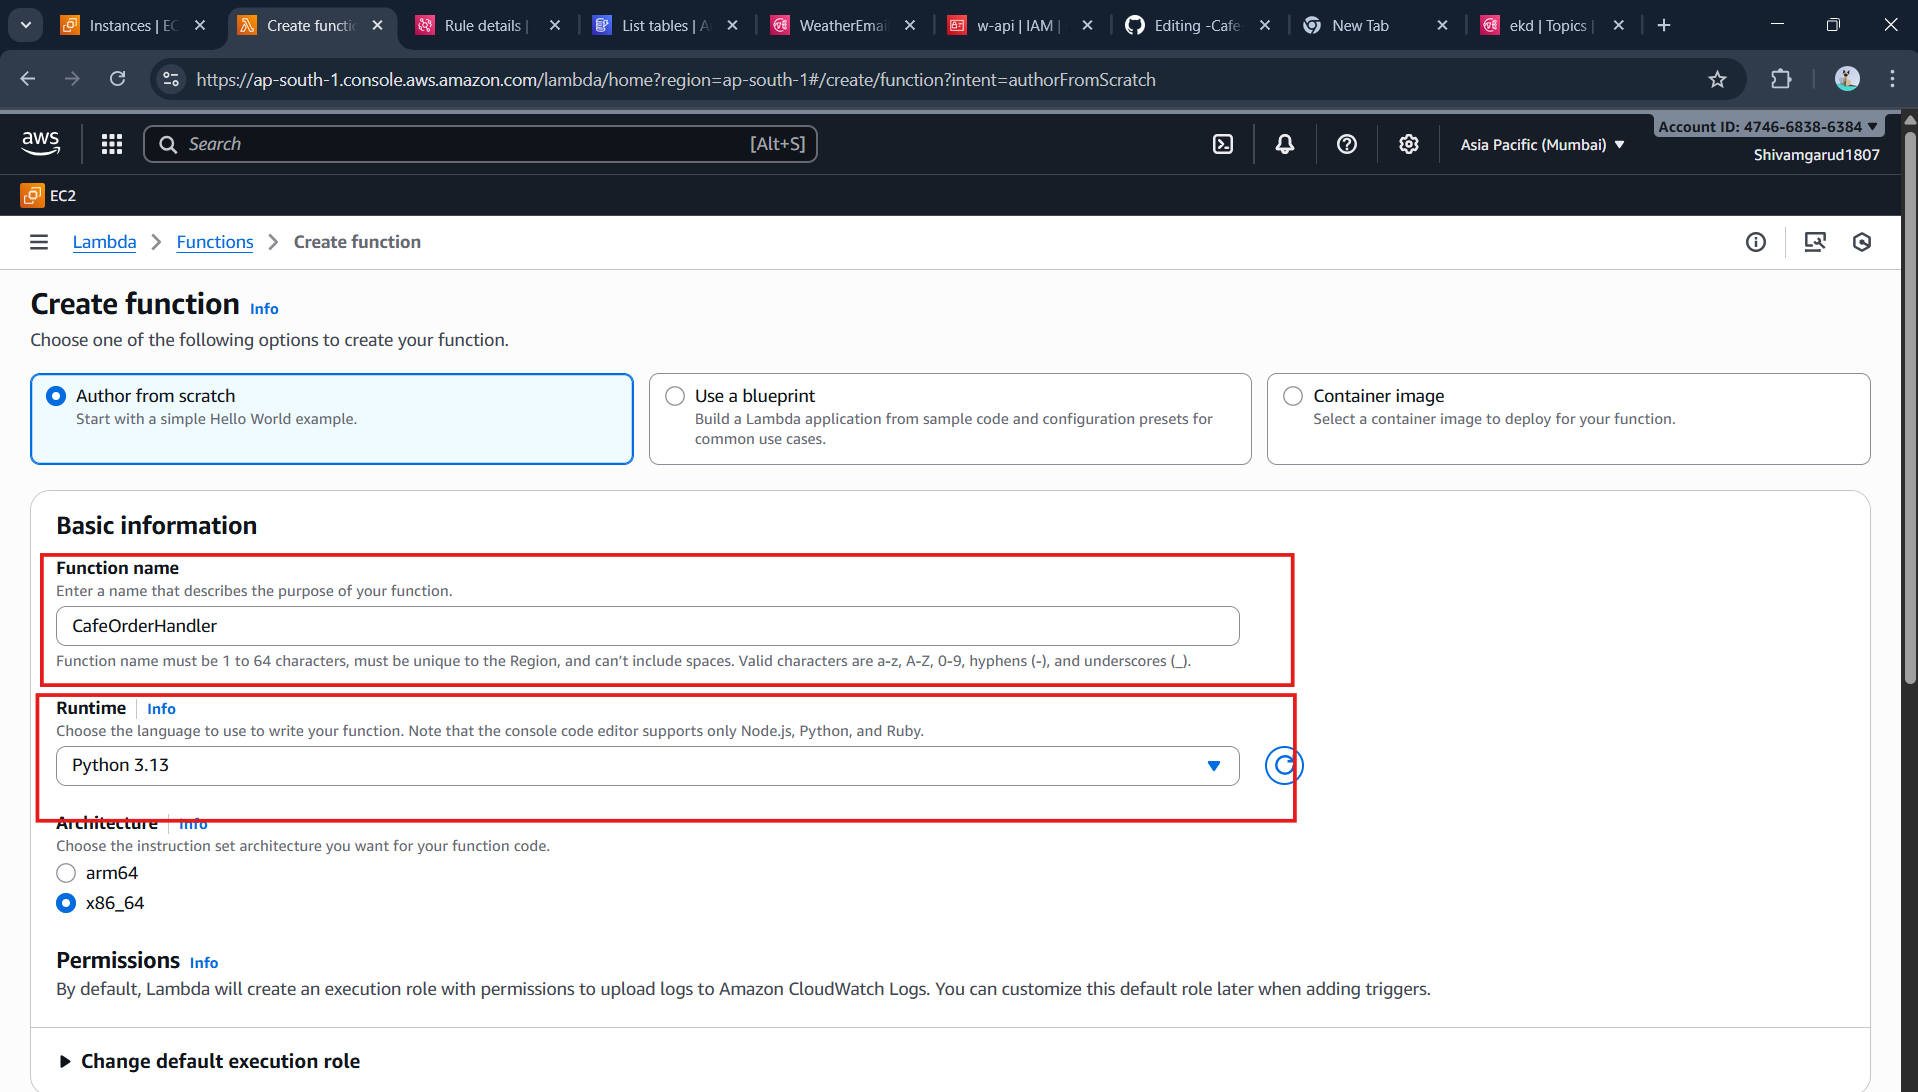 Instances | EC
Create functio
Rule details |
List tables | A
WeatherEmai
w-api | IAM |
Editing -Cafe
New Tab
ekd | Topics |
https://ap-south-1.console.aws.amazon.com/lambda/home?region=ap-south-1#/create/function?intent=authorFromScratch
aws
Search
[Alt+S]
Asia Pacific (Mumbai)
Account ID: 4746-6838-6384
Shivamgarud1807
EC2
Lambda
Functions
Create function
Create function Info
Choose one of the following options to create your function.
Author from scratch
Start with a simple Hello World example.
Use a blueprint
Build a Lambda application from sample code and configuration presets for
common use cases.
Container image
Select a container image to deploy for your function.
Basic information
Function name
Enter a name that describes the purpose of your function.
CafeOrderHandler
Function name must be 1 to 64 characters, must be unique to the Region, and can't include spaces. Valid characters are a-z, A-Z, 0-9, hyphens (-), and underscores (_).
Runtime Info
Choose the language to use to write your function. Note that the console code editor supports only Node.js, Python, and Ruby.
Python 3.13
Architecture Info
Choose the instruction set architecture you want for your function code.
arm64
x86_64
Permissions Info
By default, Lambda will create an execution role with permissions to upload logs to Amazon CloudWatch Logs. You can customize this default role later when adding triggers.
Change default execution role